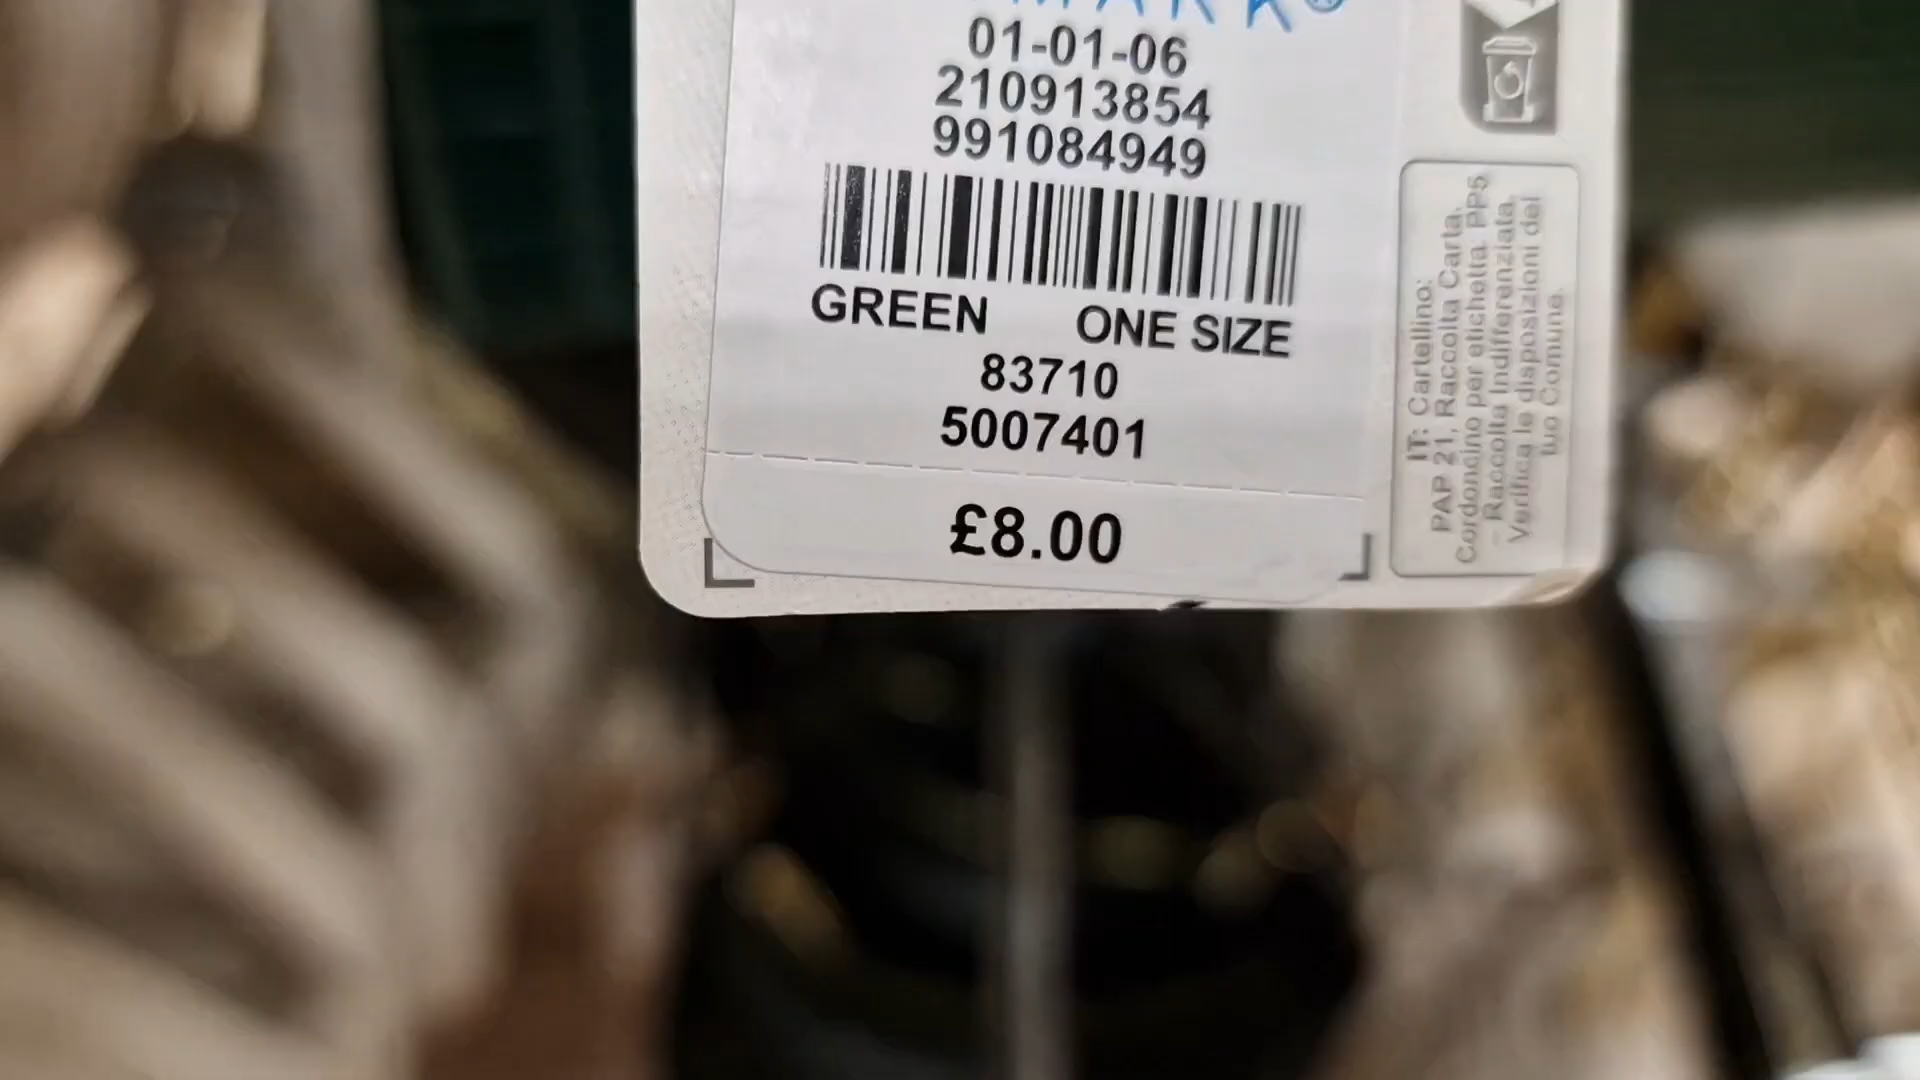 01-01-06
210913854
991084949
GREEN ONE SIZE
83710
5007401
£8.00
IT: Cartellino:
PAP 21, Raccolta Carta.
Cordoncino per etichetta PP5
- Raccolta Indifferenziata.
Verifica le disposizioni del
tuo Comune.